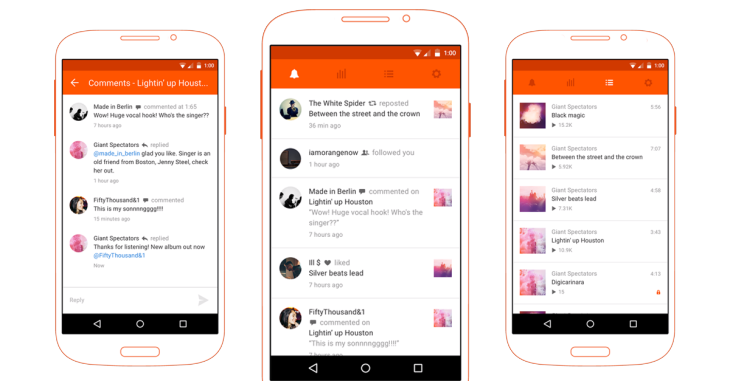 1:00
Comments - Lightin' up Houst...
Made in Berlin commented at 1:65
Wow! Huge vocal hook! Who's the singer??
7 hours ago
Giant Spectators replied
@made_in_berlin glad you like. Singer is an
old friend from Boston, Jenny Steel, check
her out.
1 hour ago
FiftyThousand&1 commented
This is my sonnnngggg!!!!
15 minutes ago
Giant Spectators replied
Thanks for listening! New album out now
@FiftyThousand&1
Now
Reply
1:00
The White Spider reposted
Between the street and the crown
36 min ago
iamorangenow followed you
1 hour ago
Made in Berlin commented on
Lightin' up Houston
"Wow! Huge vocal hook! Who's the
singer??"
7 hours ago
Ill $ liked
Silver beats lead
7 hours ago
FiftyThousand&1
commented on
Lightin' up Houston
"This is my sonnnngggg!!!!"
7 hours ago
1:00
Giant Spectators 5:56
Black magic
15.2K
Giant Spectators 7:07
Between the street and the crown
5.92K
Giant Spectators 4:58
Silver beats lead
7.31K
Giant Spectators 3:43
Lightin' up Houston
10.9K
Giant Spectators 4:13
Digicarinara
15
Giant Spectators